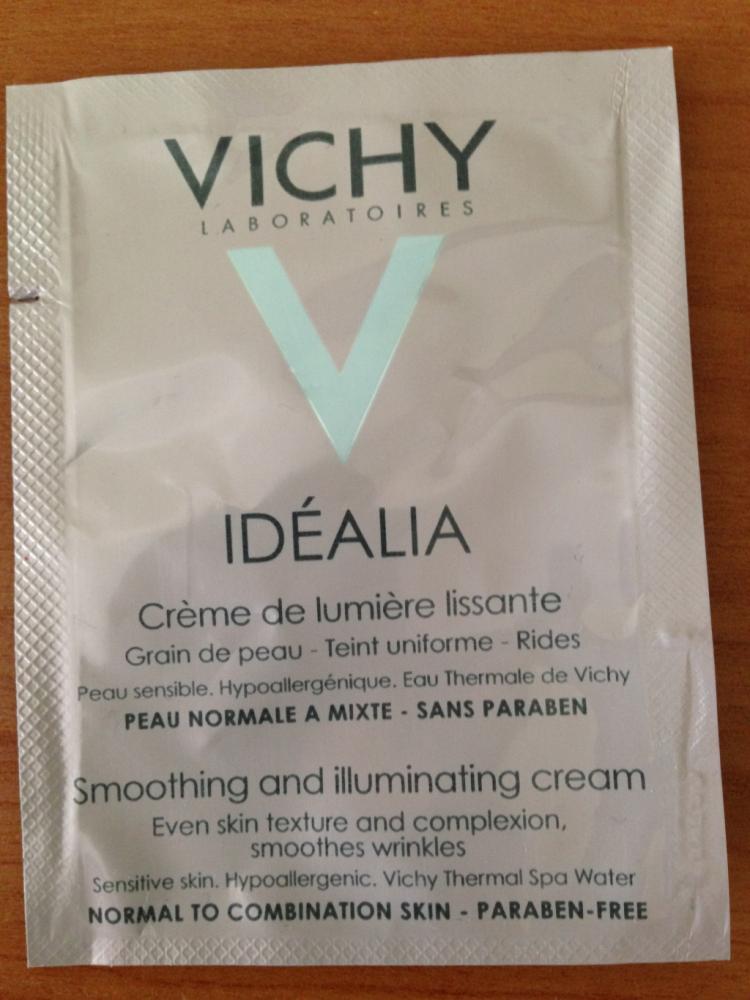 VICHY
LABORATOIRES
IDÉALIA
Crème de lumière lissante
Grain de peau - Teint uniforme - Rides
Peau sensible. Hypoallergénique. Eau Thermale de Vichy
PEAU NORMALE A MIXTE - SANS PARABEN
Smoothing and illuminating cream
Even skin texture and complexion,
smoothes wrinkles
Sensitive skin. Hypoallergenic. Vichy Thermal Spa Water
NORMAL TO COMBINATION SKIN - PARABEN-FREE